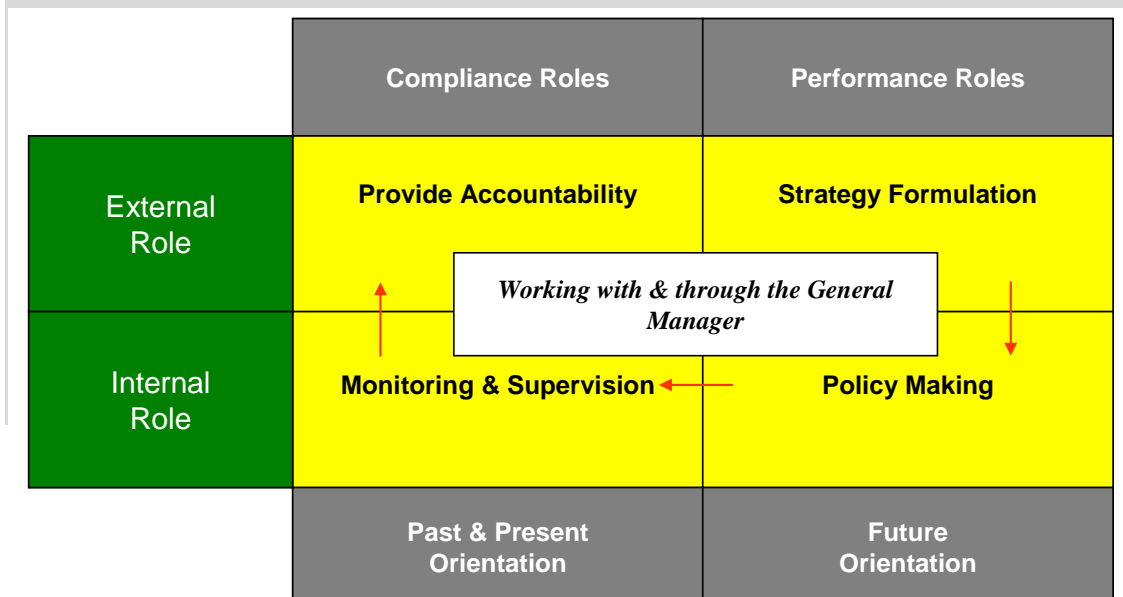 Compliance Roles
Performance Roles
External
Role
Provide Accountability
Strategy Formulation
Working with & through the General
Manager
Internal
Role
Monitoring & Supervision
Policy Making
Past & Present
Orientation
Future
Orientation